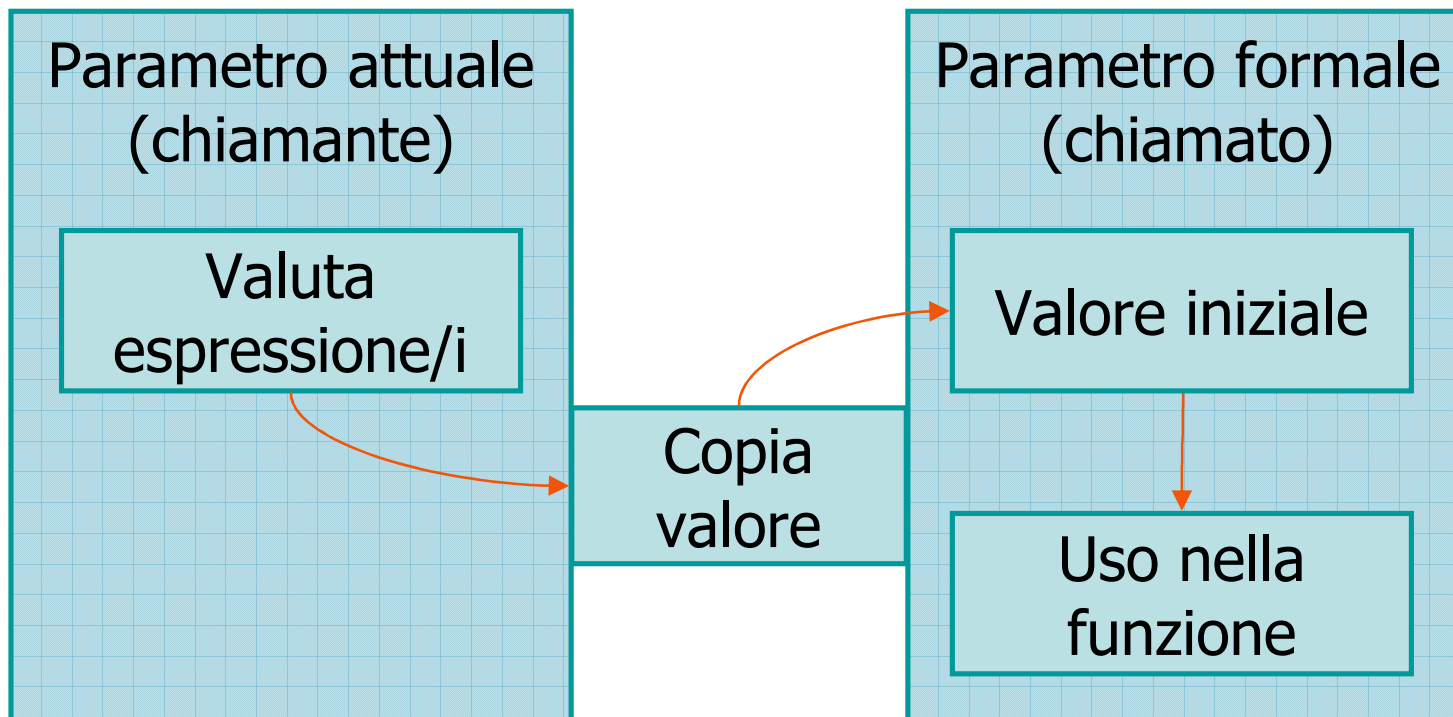 Parametro attuale
(chiamante)
Valuta
espressione/i
Copia
valore
Parametro formale
(chiamato)
Valore iniziale
Uso nella
funzione